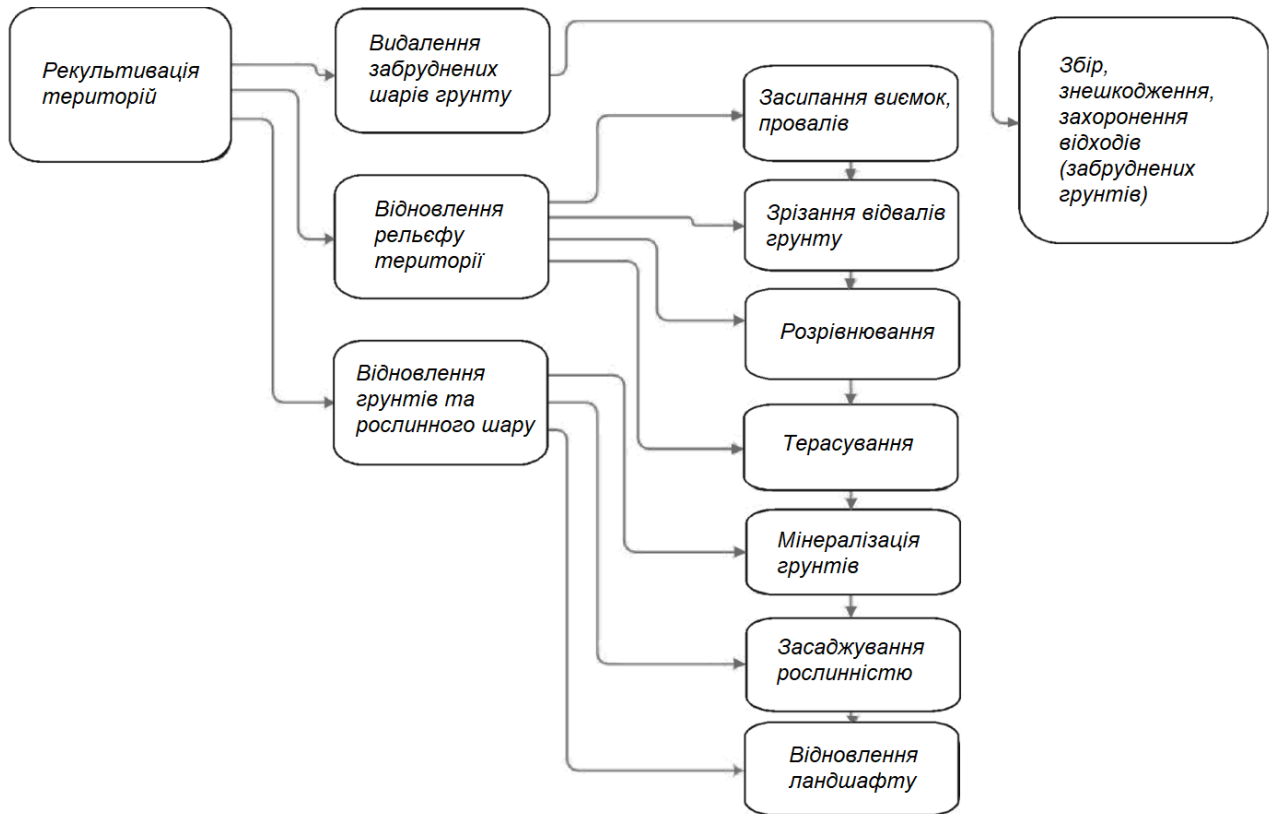 Рекультивація
територій
Видалення
забруднених
шарів грунту
Збір,
знешкодження,
захоронення
відходів
(забруднених
грунтів)
Засипання виємок,
провалів
Відновлення
рельєфу
території
Зрізання відвалів
грунту
Розрівнювання
Відновлення
грунтів та
рослинного шару
Терасування
Мінералізація
грунтів
Засаджування
рослинністю
Відновлення
ландшафту